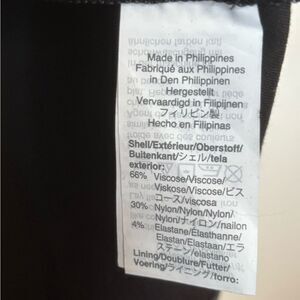 Made in Philippines
Fabriqué aux Philippines
in Den Philippinen
Hergestellt
Vervaardigd in Filipijnen
フィリピン製
Hecho en Filipinas
Shell/Extérieur/Oberstoff/
Buitenkant/シェル/tela
exterior:
66% Viscose/Viscose/
Viskose/Viscose/ビス
コース/viscosa
30% Nylon/Nylon/Nylon/
Nylon/ナイロン/nailon
4% Elastane/Élasthanne/
Elastan/Elastaan/エラ
ステーン/elastano
Lining/Doublure/Futter/
Voering/ライニング/forro: